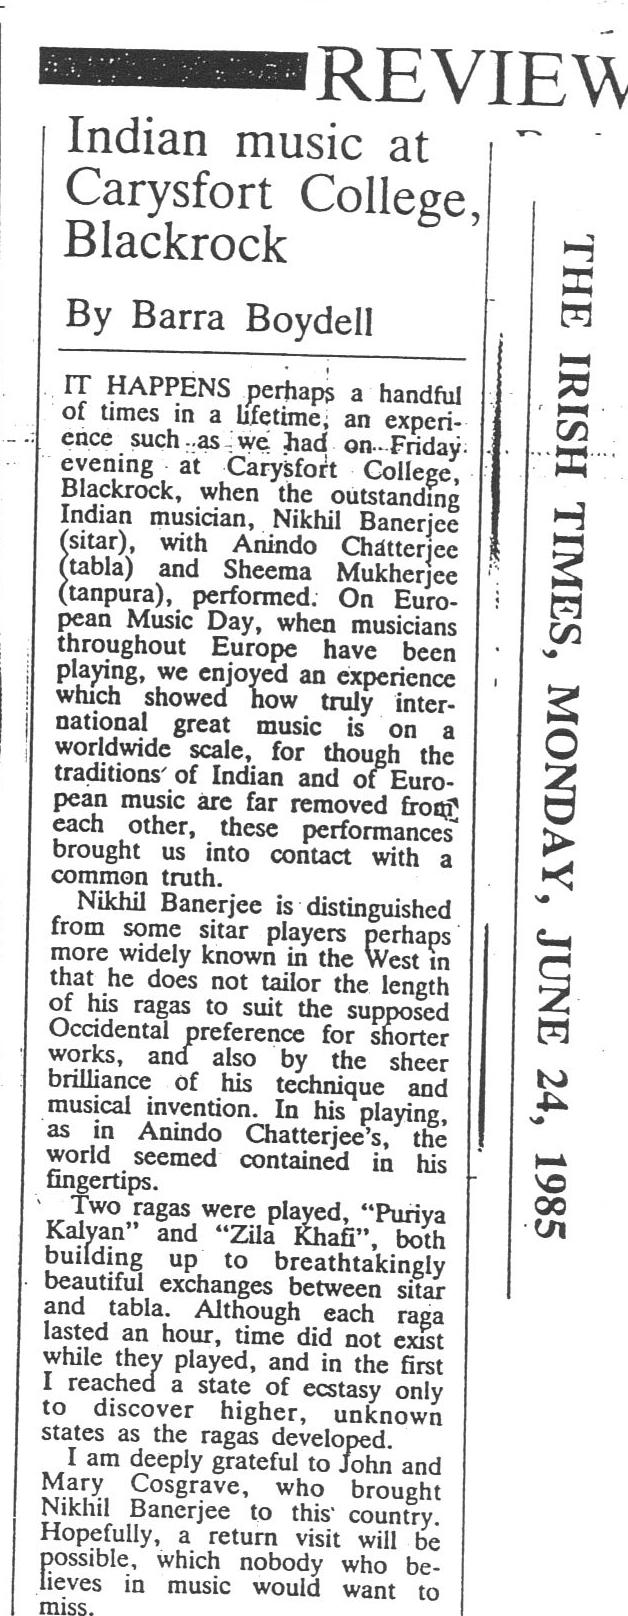 REVIEW
Indian music at
Carysfort College,
Blackrock
By Barra Boydell
IT HAPPENS perhaps a handful
of times in a lifetime, an experi-
ence such as we had on Friday
evening at Carysfort College,
Blackrock, when the outstanding
Indian musician, Nikhil Banerjee
(sitar), with Anindo Chatterjee
(tabla) and Sheema Mukherjee
(tanpura), performed. On Euro-
pean Music Day, when musicians
throughout Europe have been
playing, we enjoyed an experience
which showed how truly inter-
national great music is on a
worldwide scale, for though the
traditions of Indian and of Euro-
pean music are far removed from
each other, these performances
brought us into contact with a
common truth.
Nikhil Banerjee is distinguished
from some sitar players perhaps
more widely known in the West in
that he does not tailor the length
of his ragas to suit the supposed
Occidental preference for shorter
works, and also by the sheer
brilliance of his technique and
musical invention. In his playing,
as in Anindo Chatterjee's, the
world seemed contained in his
fingertips.
Two ragas were played, “Puriya
Kalyan” and “Zila Khafi”, both
building up to breathtakingly
beautiful exchanges between sitar
and tabla. Although each raga
lasted an hour, time did not exist
while they played, and in the first
I reached a state of ecstasy only
to discover higher, unknown
states as the ragas developed.
I am deeply grateful to John and
Mary Cosgrave, who brought
Nikhil Banerjee to this country.
Hopefully, a return visit will be
possible, which nobody who be-
lieves in music would want to
miss.
THE IRISH TIMES, MONDAY, JUNE 24, 1985